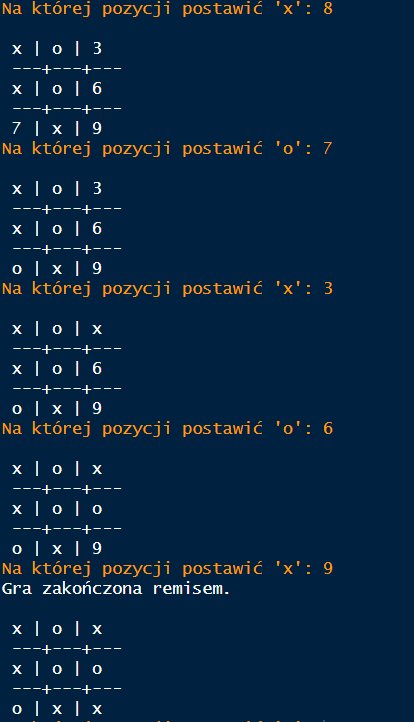 Na której pozycji postawić 'x': 8
x | o | 3
---+---+---
x | o | 6
---+---+---
7 | x | 9
Na której pozycji postawić 'o': 7
x | o | 3
---+---+---
x | o | 6
---+---+---
o | x | 9
Na której pozycji postawić 'x': 3
x | o | x
---+---+---
x | o | 6
---+---+---
o | x | 9
Na której pozycji postawić 'o': 6
x | o | x
---+---+---
x | o | o
---+---+---
o | x | 9
Na której pozycji postawić 'x': 9
Gra zakończona remisem.
x | o | x
---+---+---
x | o | o
---+---+---
o | x | x